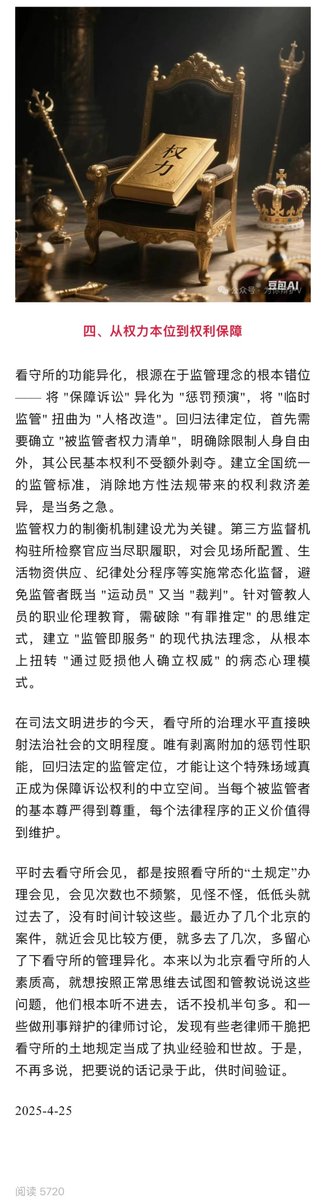 权力
公众号
豆包AI
四、从权力本位到权利保障
看守所的功能异化，根源在于监管理念的根本错位
—— 将 "保障诉讼" 异化为 "惩罚预演"，将 "临时
监管" 扭曲为 "人格改造"。回归法律定位，首先需
要确立 "被监管者权力清单"，明确除限制人身自由
外，其公民基本权利不受额外剥夺。建立全国统一
的监管标准，消除地方性法规带来的权利救济差
异，是当务之急。
监管权力的制衡机制建设尤为关键。第三方监督机
构驻所检察官应当尽职履职，对会见场所配置、生
活物资供应、纪律处分程序等实施常态化监督，避
免监管者既当 "运动员" 又当 "裁判"。针对管教人
员的职业伦理教育，需破除 "有罪推定" 的思维定
式，建立 "监管即服务" 的现代执法理念，从根本
上扭转 "通过贬损他人确立权威" 的病态心理模
式。
在司法文明进步的今天，看守所的治理水平直接映
射法治社会的文明程度。唯有剥离附加的惩罚性职
能，回归法定的监管定位，才能让这个特殊场域真
正成为保障诉讼权利的中立空间。当每个被监管者
的基本尊严得到尊重，每个法律程序的正义价值得
到维护。
平时去看守所会见，都是按照看守所的“土规定”办
理会见，会见次数也不频繁，见怪不怪，低低头就
过去了，没有时间计较这些。最近办了几个北京的
案件，就近会见比较方便，就多去了几次，多留心
了下看守所的管理异化。本来以为北京看守所的人
素质高，就想按照正常思维去试图和管教说说这些
问题，他们根本听不进去，话不投机半句多。和一
些做刑事辩护的律师讨论，发现有些老律师干脆把
看守所的土地规定当成了执业经验和世故。于是，
不再多说，把要说的话记录于此，供时间验证。
2025-4-25
阅读 5720